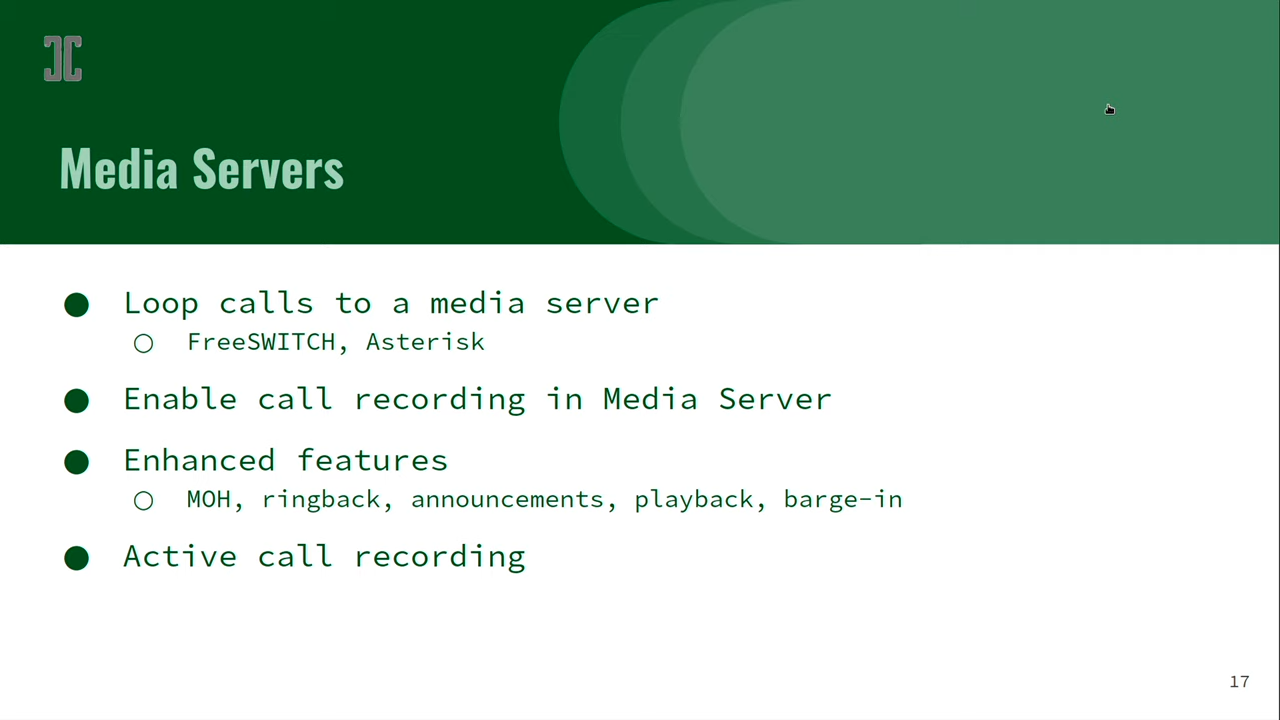 Media Servers
Loop calls to a media server
FreeSWITCH, Asterisk
Enable call recording in Media Server
Enhanced features
MOH, ringback, announcements, playback, barge-in
Active call recording
17